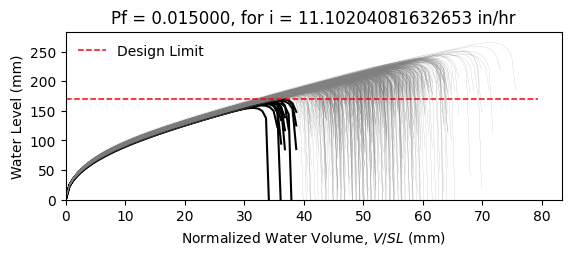 Pf = 0.015000, for i = 11.10204081632653 in/hr
Water Level (mm)
250
200
150
100
50
0
Design Limit
0 10 20 30 40 50 60 70 80
Normalized Water Volume, V/SL (mm)